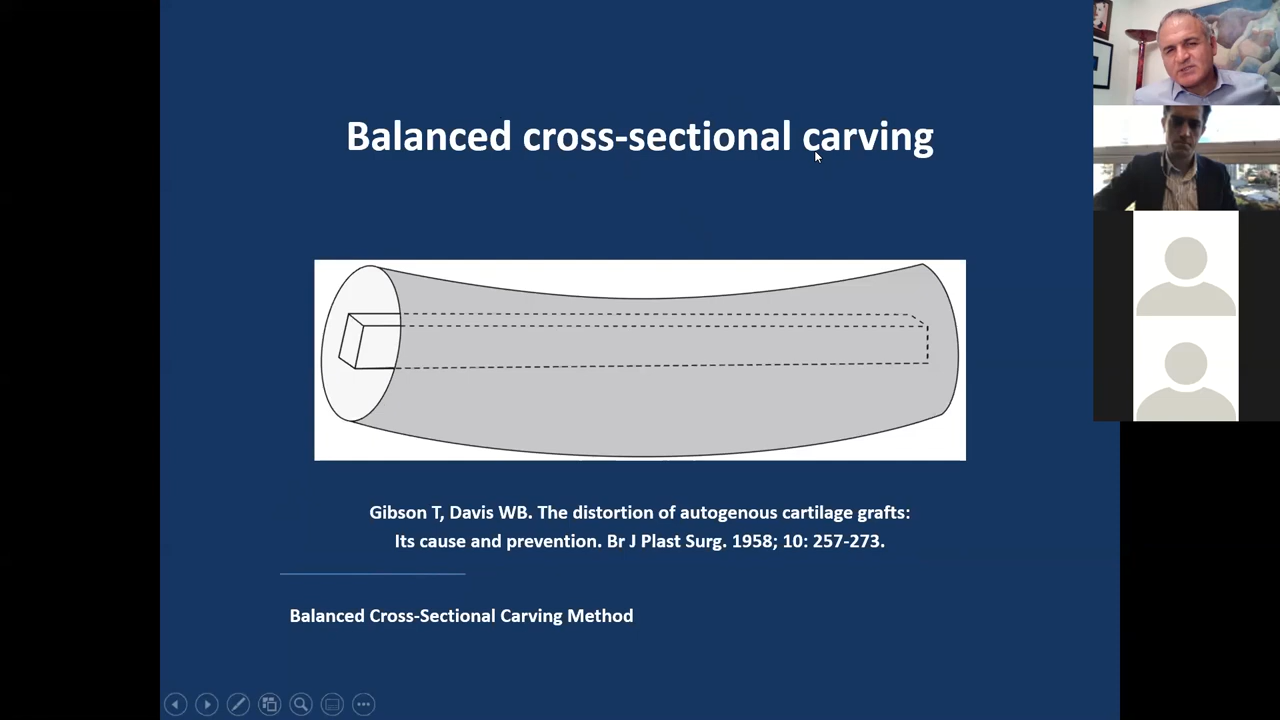 Balanced cross-sectional carving
Gibson T, Davis WB. The distortion of autogenous cartilage grafts:
Its cause and prevention. Br J Plast Surg. 1958; 10: 257-273.
Balanced Cross-Sectional Carving Method